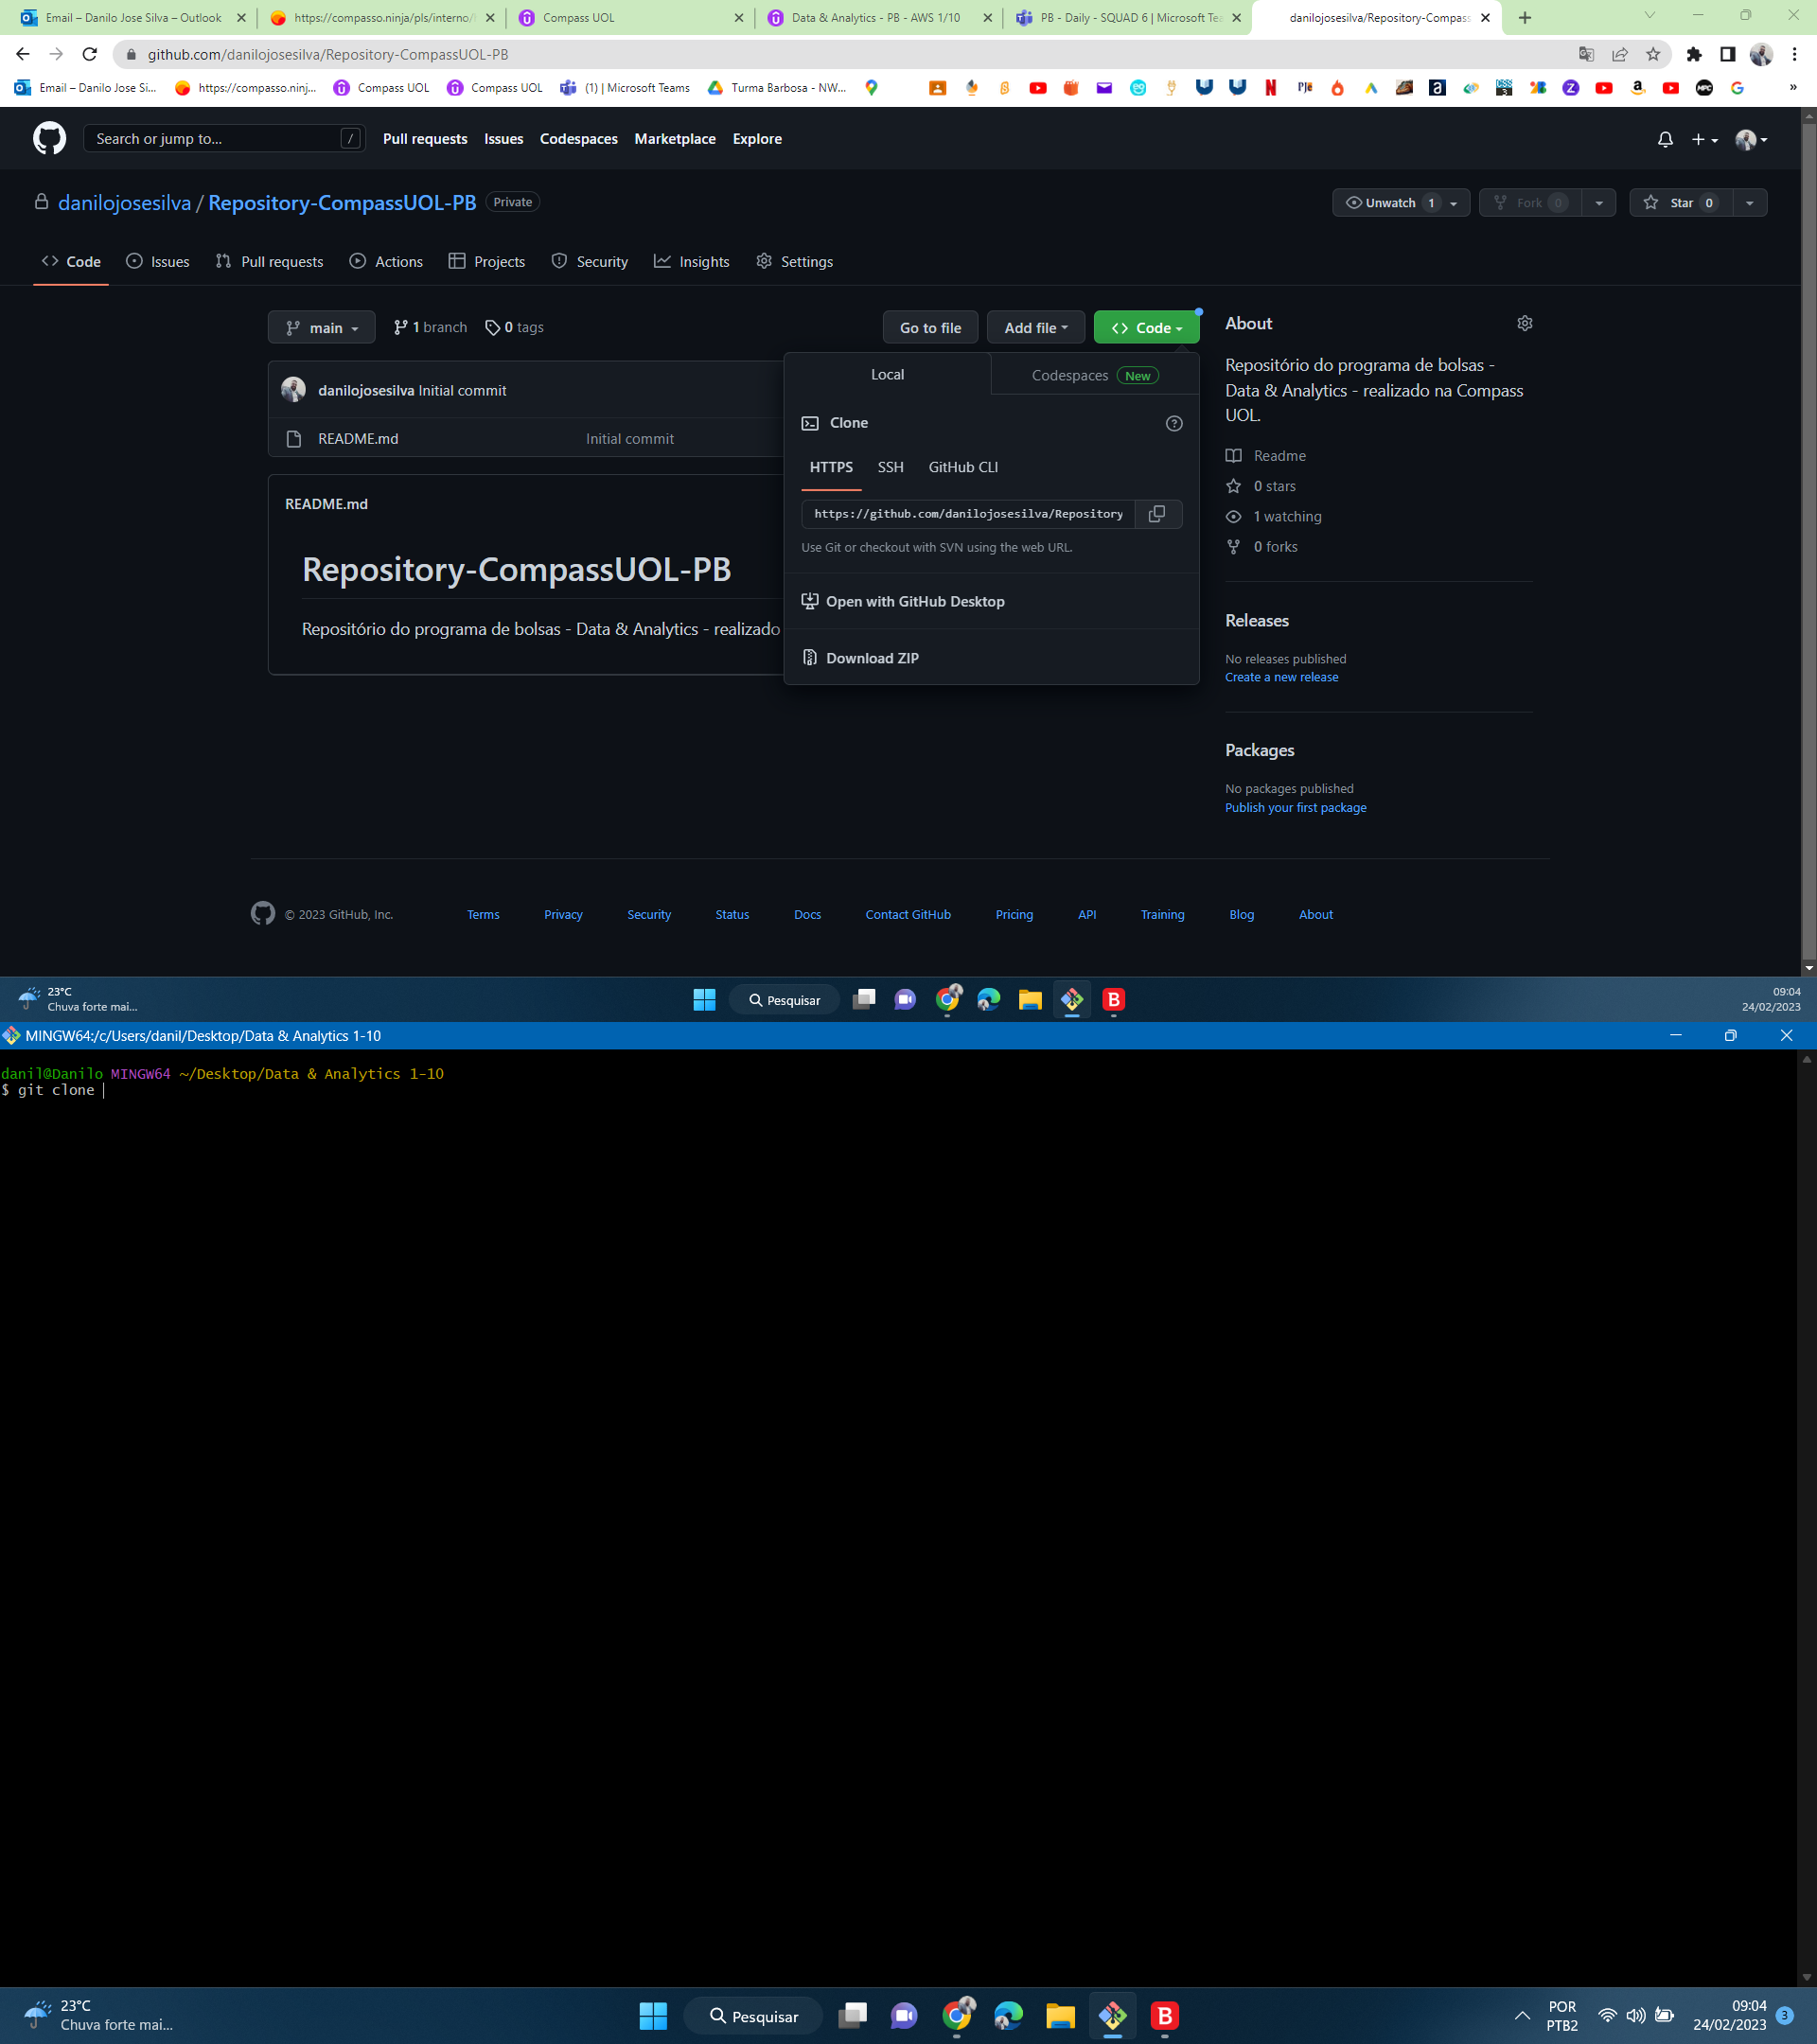 Email – Danilo Jose Silva – Outlook
https://compasso.ninja/pls/interno/
Compass UOL
Data & Analytics - PB - AWS 1/10
PB - Daily - SQUAD 6 | Microsoft Te
danilojosesilva/Repository-Compass
github.com/danilojosesilva/Repository-CompassUOL-PB
Email – Danilo Jose Si...
https://compasso.ninj...
Compass UOL
Compass UOL
(1) | Microsoft Teams
Turma Barbosa - NW...
Search or jump to...
/
Pull requests
Issues
Codespaces
Marketplace
Explore
danilojosesilva / Repository-CompassUOL-PB
Private
Unwatch 1
Fork 0
Star 0
Code
Issues
Pull requests
Actions
Projects
Security
Insights
Settings
main
1 branch
0 tags
Go to file
Add file
Code
About
Local
Codespaces New
Repositório do programa de bolsas -
Data & Analytics - realizado na Compass
UOL.
danilojosesilva Initial commit
README.md
Initial commit
Clone
HTTPS
SSH
GitHub CLI
https://github.com/danilojosesilva/Repository
Use Git or checkout with SVN using the web URL.
Open with GitHub Desktop
Download ZIP
Readme
0 stars
1 watching
0 forks
README.md
Repository-CompassUOL-PB
Repositório do programa de bolsas - Data & Analytics - realizado
Releases
No releases published
Create a new release
Packages
No packages published
Publish your first package
© 2023 GitHub, Inc.
Terms
Privacy
Security
Status
Docs
Contact GitHub
Pricing
API
Training
Blog
About
23°C
Chuva forte mai...
Pesquisar
09:04
24/02/2023
MINGW64:/c/Users/danil/Desktop/Data & Analytics 1-10
danil@Danilo MINGW64 ~/Desktop/Data & Analytics 1-10
$ git clone
23°C
Chuva forte mai...
Pesquisar
POR
PTB2
09:04
24/02/2023
3